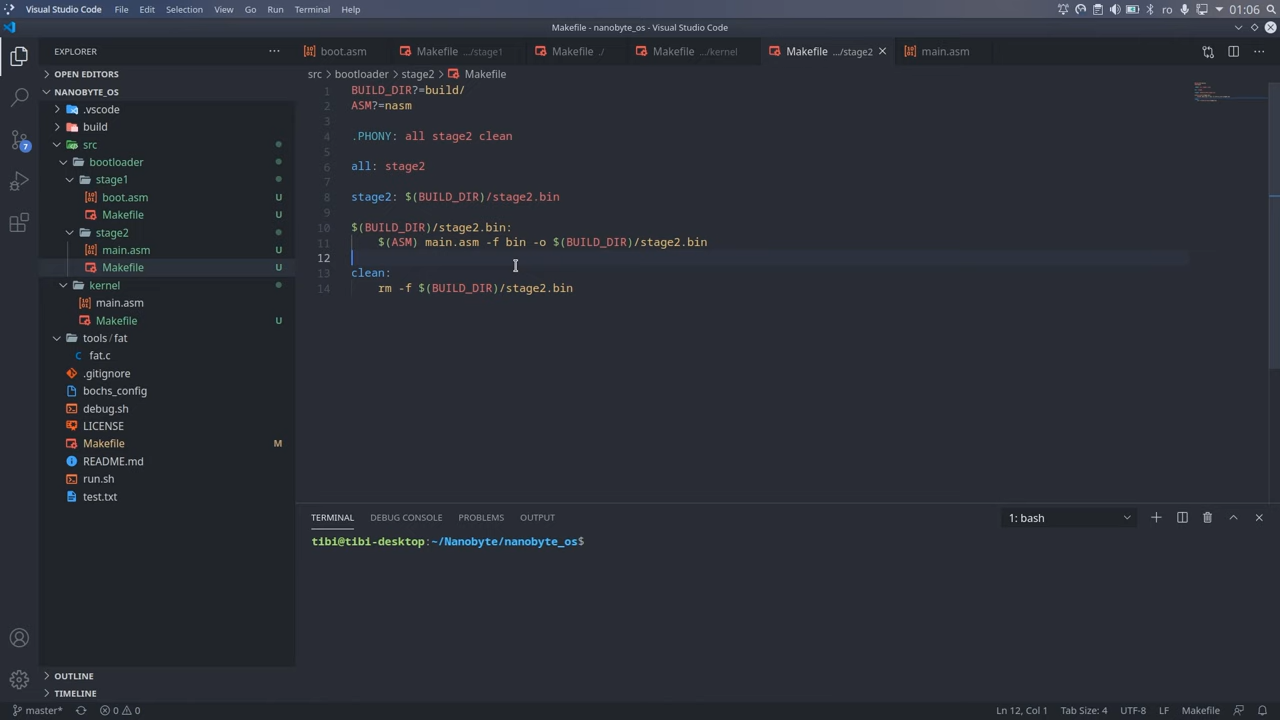 Visual Studio Code File Edit Selection View Go Run Terminal Help ro 01:06
Makefile - nanobyte_os - Visual Studio Code
EXPLORER
OPEN EDITORS
NANOBYTE_OS
.vscode
build
src
bootloader
stage1
boot.asm U
Makefile U
stage2
main.asm U
Makefile U
kernel
main.asm
Makefile U
tools / fat
C fat.c
.gitignore
bochs_config
debug.sh
LICENSE
Makefile M
README.md
run.sh
test.txt
OUTLINE
TIMELINE
7
boot.asm Makefile .../stage1 Makefile ./ Makefile .../kernel Makefile .../stage2 main.asm
src > bootloader > stage2 > Makefile
1 BUILD_DIR?=build/
2 ASM?=nasm
3
4 .PHONY: all stage2 clean
5
6 all: stage2
7
8 stage2: $(BUILD_DIR)/stage2.bin
9
10 $(BUILD_DIR)/stage2.bin:
11 $(ASM) main.asm -f bin -o $(BUILD_DIR)/stage2.bin
12
13 clean:
14 rm -f $(BUILD_DIR)/stage2.bin
TERMINAL DEBUG CONSOLE PROBLEMS OUTPUT 1: bash
tibi@tibi-desktop:~/Nanobyte/nanobyte_os$
master* 0 0 Ln 12, Col 1 Tab Size: 4 UTF-8 LF Makefile